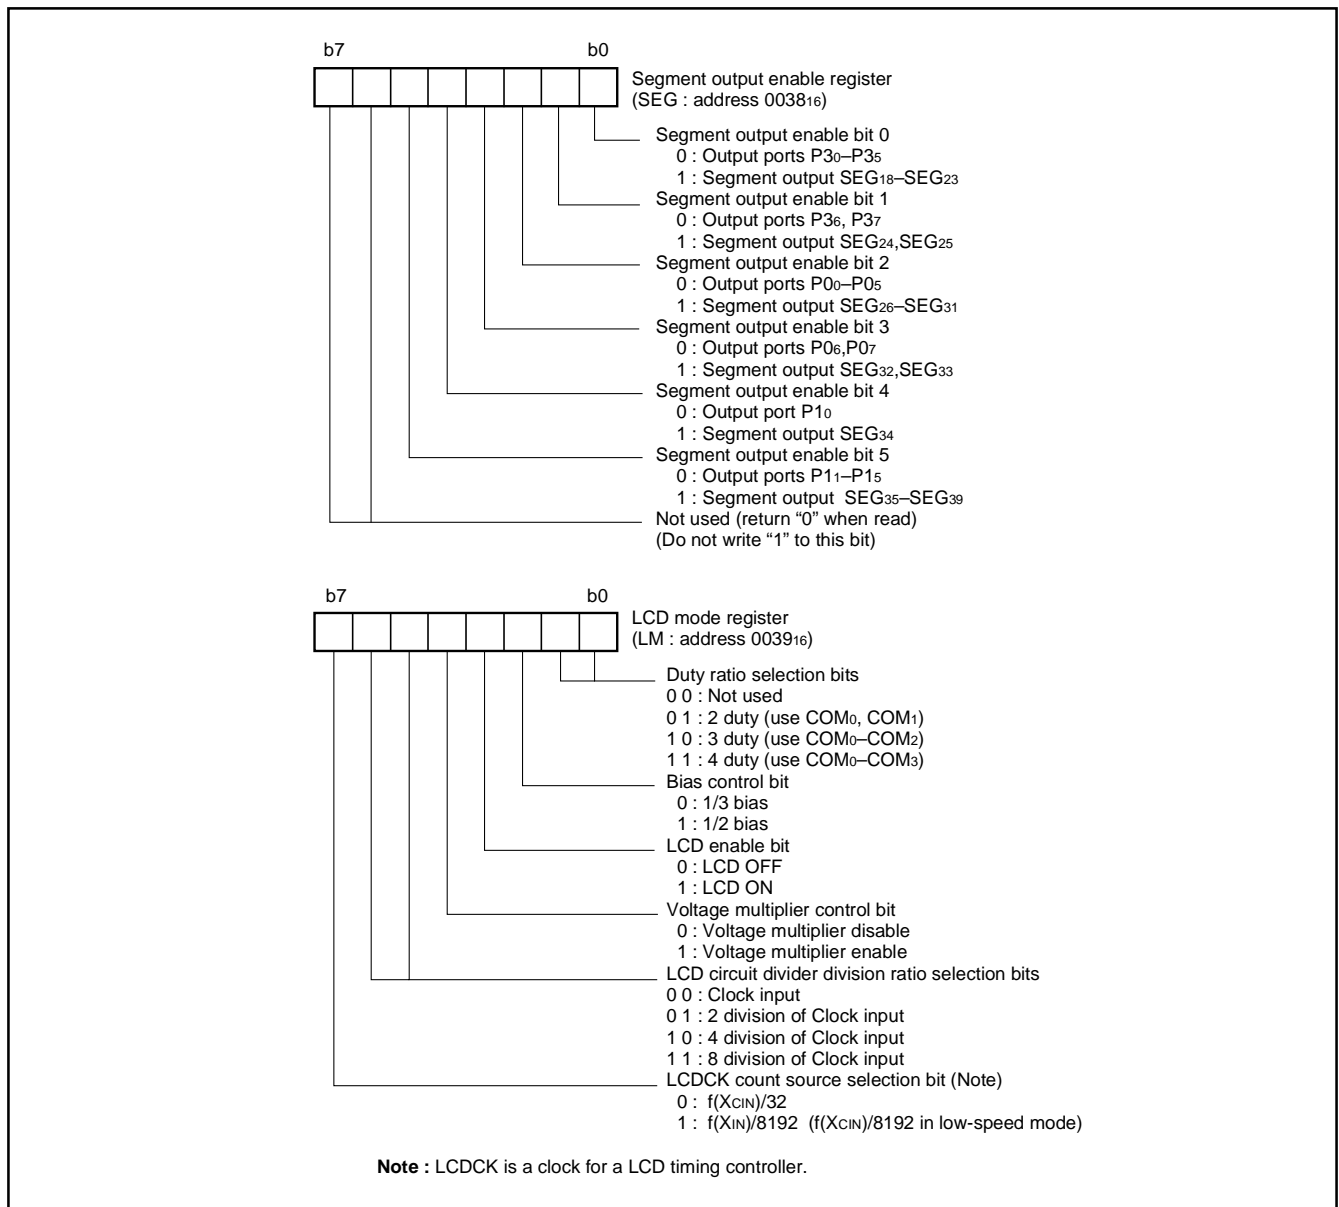 b7 b0
Segment output enable register
(SEG : address 003816)
Segment output enable bit 0
0 : Output ports P30–P35
1 : Segment output SEG18–SEG23
Segment output enable bit 1
0 : Output ports P36, P37
1 : Segment output SEG24,SEG25
Segment output enable bit 2
0 : Output ports P00–P05
1 : Segment output SEG26–SEG31
Segment output enable bit 3
0 : Output ports P06,P07
1 : Segment output SEG32,SEG33
Segment output enable bit 4
0 : Output port P10
1 : Segment output SEG34
Segment output enable bit 5
0 : Output ports P11–P15
1 : Segment output SEG35–SEG39
Not used (return “0” when read)
(Do not write “1” to this bit)
b7 b0
LCD mode register
(LM : address 003916)
Duty ratio selection bits
0 0 : Not used
0 1 : 2 duty (use COM0, COM1)
1 0 : 3 duty (use COM0–COM2)
1 1 : 4 duty (use COM0–COM3)
Bias control bit
0 : 1/3 bias
1 : 1/2 bias
LCD enable bit
0 : LCD OFF
1 : LCD ON
Voltage multiplier control bit
0 : Voltage multiplier disable
1 : Voltage multiplier enable
LCD circuit divider division ratio selection bits
0 0 : Clock input
0 1 : 2 division of Clock input
1 0 : 4 division of Clock input
1 1 : 8 division of Clock input
LCDCK count source selection bit (Note)
0 : f(XCIN)/32
1 : f(XIN)/8192 (f(XCIN)/8192 in low-speed mode)
Note : LCDCK is a clock for a LCD timing controller.